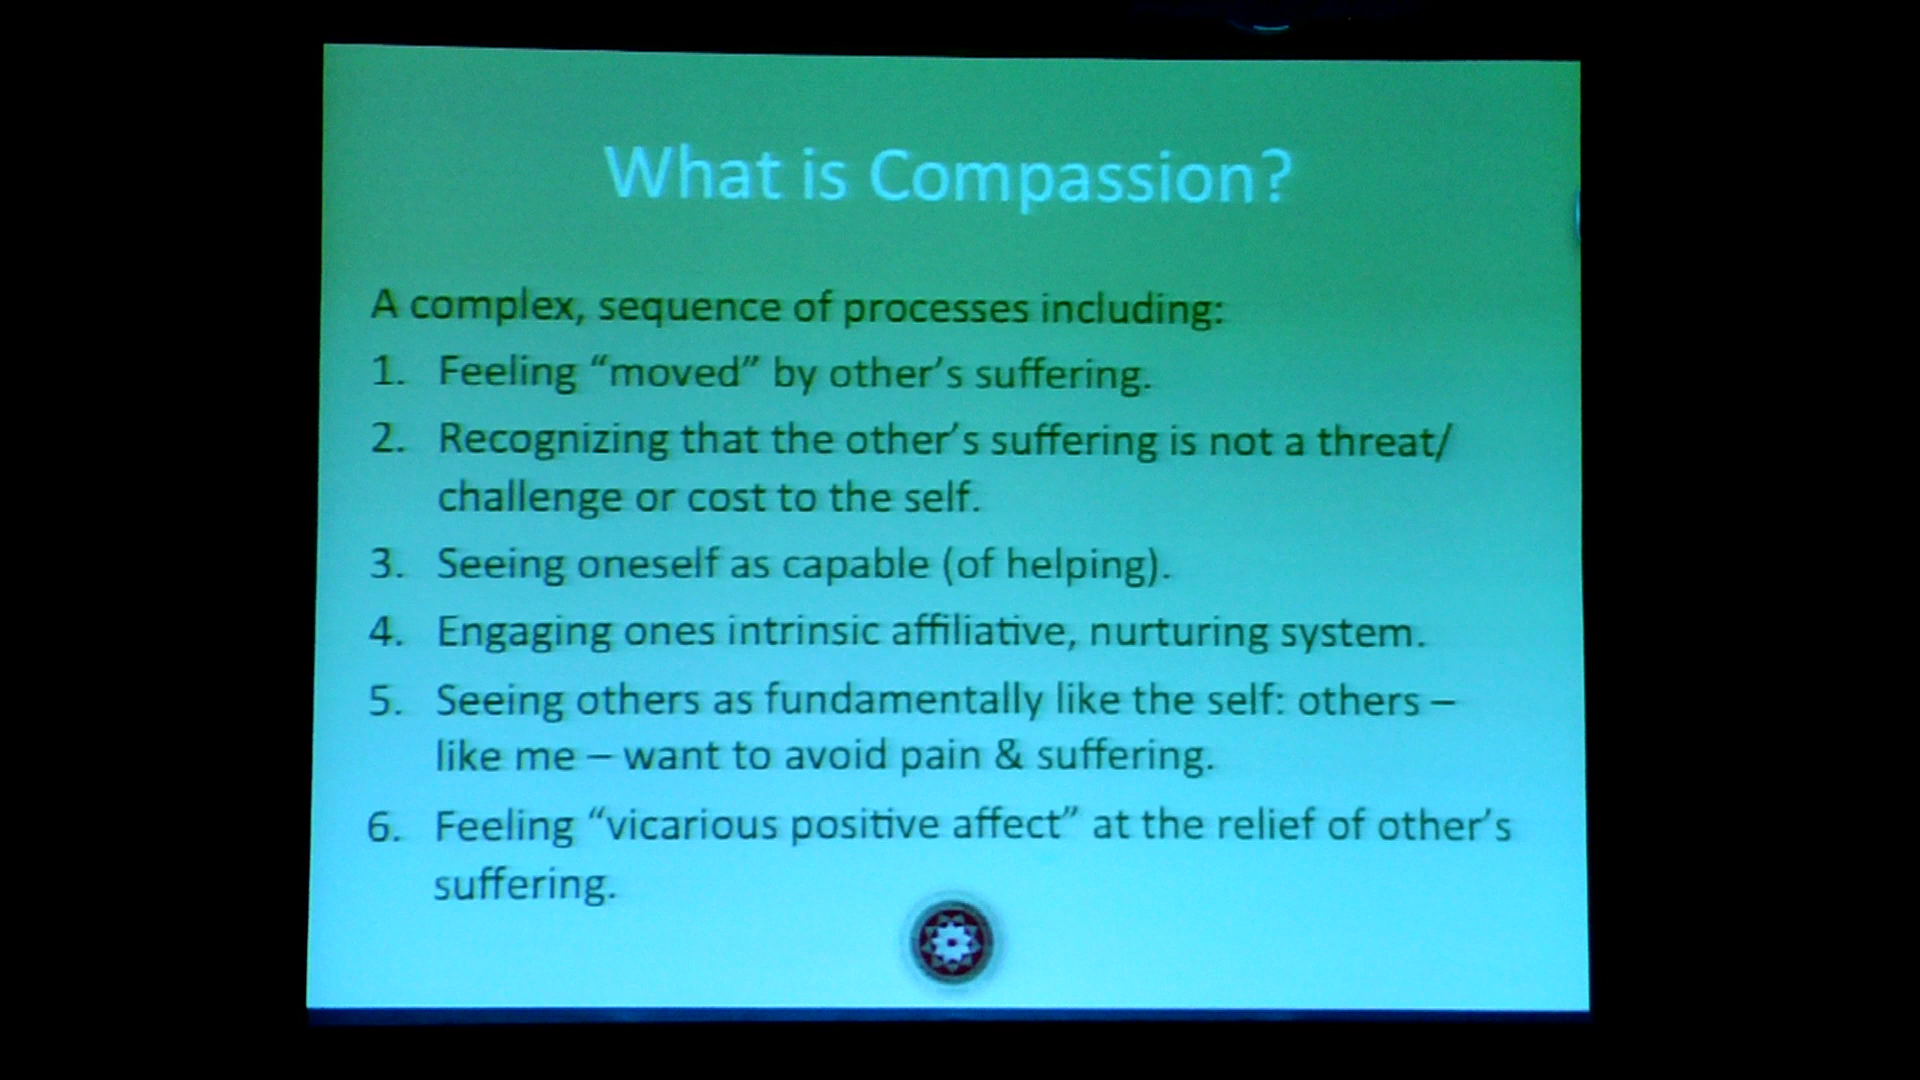 What is Compassion?
A complex, sequence of processes including:
1. Feeling “moved” by other’s suffering.
2. Recognizing that the other’s suffering is not a threat/
challenge or cost to the self.
3. Seeing oneself as capable (of helping).
4. Engaging ones intrinsic affiliative, nurturing system.
5. Seeing others as fundamentally like the self: others –
like me – want to avoid pain & suffering.
6. Feeling “vicarious positive affect” at the relief of other’s
suffering.